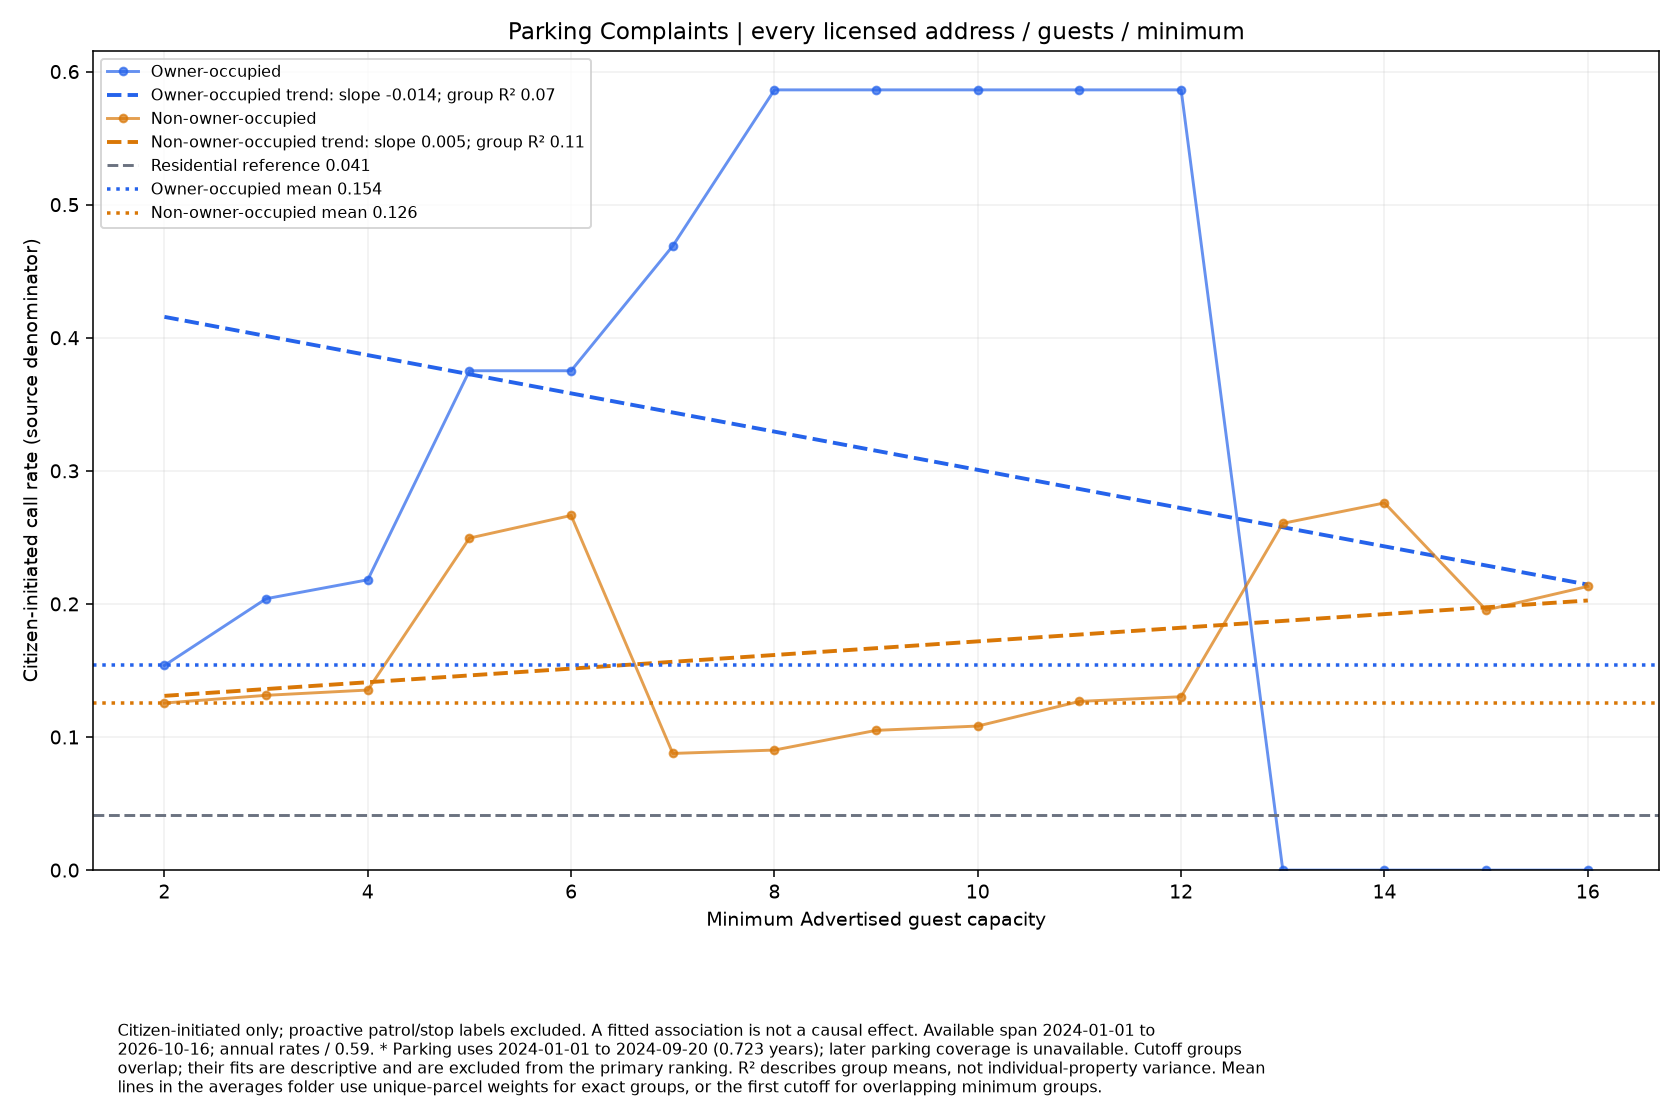 Parking Complaints | every licensed address / guests / minimum
Owner-occupied
Owner-occupied trend: slope -0.014; group R² 0.07
Non-owner-occupied
Non-owner-occupied trend: slope 0.005; group R² 0.11
Residential reference 0.041
Owner-occupied mean 0.154
Non-owner-occupied mean 0.126
Citizen-initiated call rate (source denominator)
0.6
0.5
0.4
0.3
0.2
0.1
0.0
2 4 6 8 10 12 14 16
Minimum Advertised guest capacity
Citizen-initiated only; proactive patrol/stop labels excluded. A fitted association is not a causal effect. Available span 2024-01-01 to
2026-10-16; annual rates / 0.59. * Parking uses 2024-01-01 to 2024-09-20 (0.723 years); later parking coverage is unavailable. Cutoff groups
overlap; their fits are descriptive and are excluded from the primary ranking. R² describes group means, not individual-property variance. Mean
lines in the averages folder use unique-parcel weights for exact groups, or the first cutoff for overlapping minimum groups.